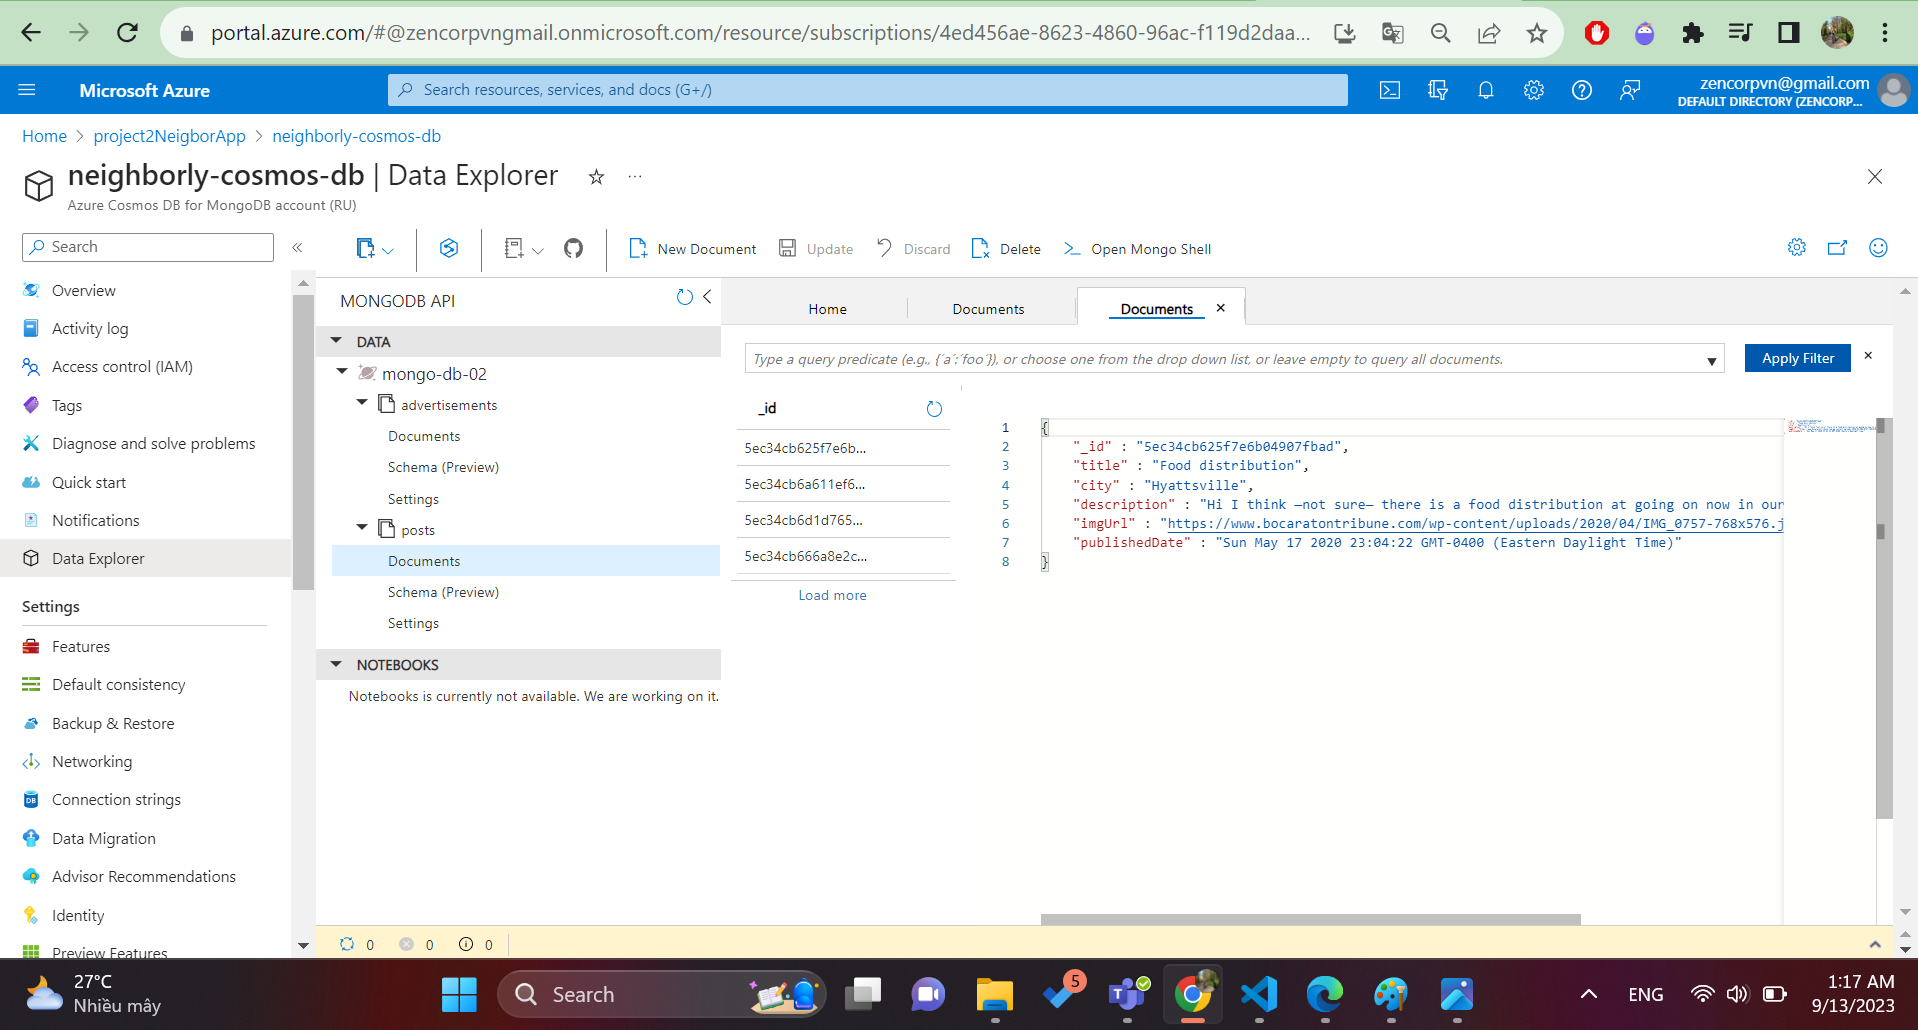 portal.azure.com/#@zencorpvngmail.onmicrosoft.com/resource/subscriptions/4ed456ae-8623-4860-96ac-f119d2daa...
Microsoft Azure
Search resources, services, and docs (G+/)
zencorpvn@gmail.com
DEFAULT DIRECTORY (ZENCORP...
Home > project2NeigborApp > neighborly-cosmos-db
neighborly-cosmos-db | Data Explorer
Azure Cosmos DB for MongoDB account (RU)
Search
Overview
Activity log
Access control (IAM)
Tags
Diagnose and solve problems
Quick start
Notifications
Data Explorer
Settings
Features
Default consistency
Backup & Restore
Networking
Connection strings
Data Migration
Advisor Recommendations
Identity
Preview Features
New Document
Update
Discard
Delete
Open Mongo Shell
MONGODB API
DATA
mongo-db-02
advertisements
Documents
Schema (Preview)
Settings
posts
Documents
Schema (Preview)
Settings
NOTEBOOKS
Notebooks is currently not available. We are working on it.
Home
Documents
Documents
Type a query predicate (e.g., {´a´:´foo´}), or choose one from the drop down list, or leave empty to query all documents.
Apply Filter
_id
5ec34cb625f7e6b...
5ec34cb6a611ef6...
5ec34cb6d1d765...
5ec34cb666a8e2c...
Load more
1 {
2 "_id" : "5ec34cb625f7e6b04907fbad",
3 "title" : "Food distribution",
4 "city" : "Hyattsville",
5 "description" : "Hi I think —not sure— there is a food distribution at going on now in our
6 "imgUrl" : "https://www.bocaratontribune.com/wp-content/uploads/2020/04/IMG_0757-768x576.j
7 "publishedDate" : "Sun May 17 2020 23:04:22 GMT-0400 (Eastern Daylight Time)"
8 }
0 0 0
27°C
Nhiều mây
Search
5
ENG
1:17 AM
9/13/2023